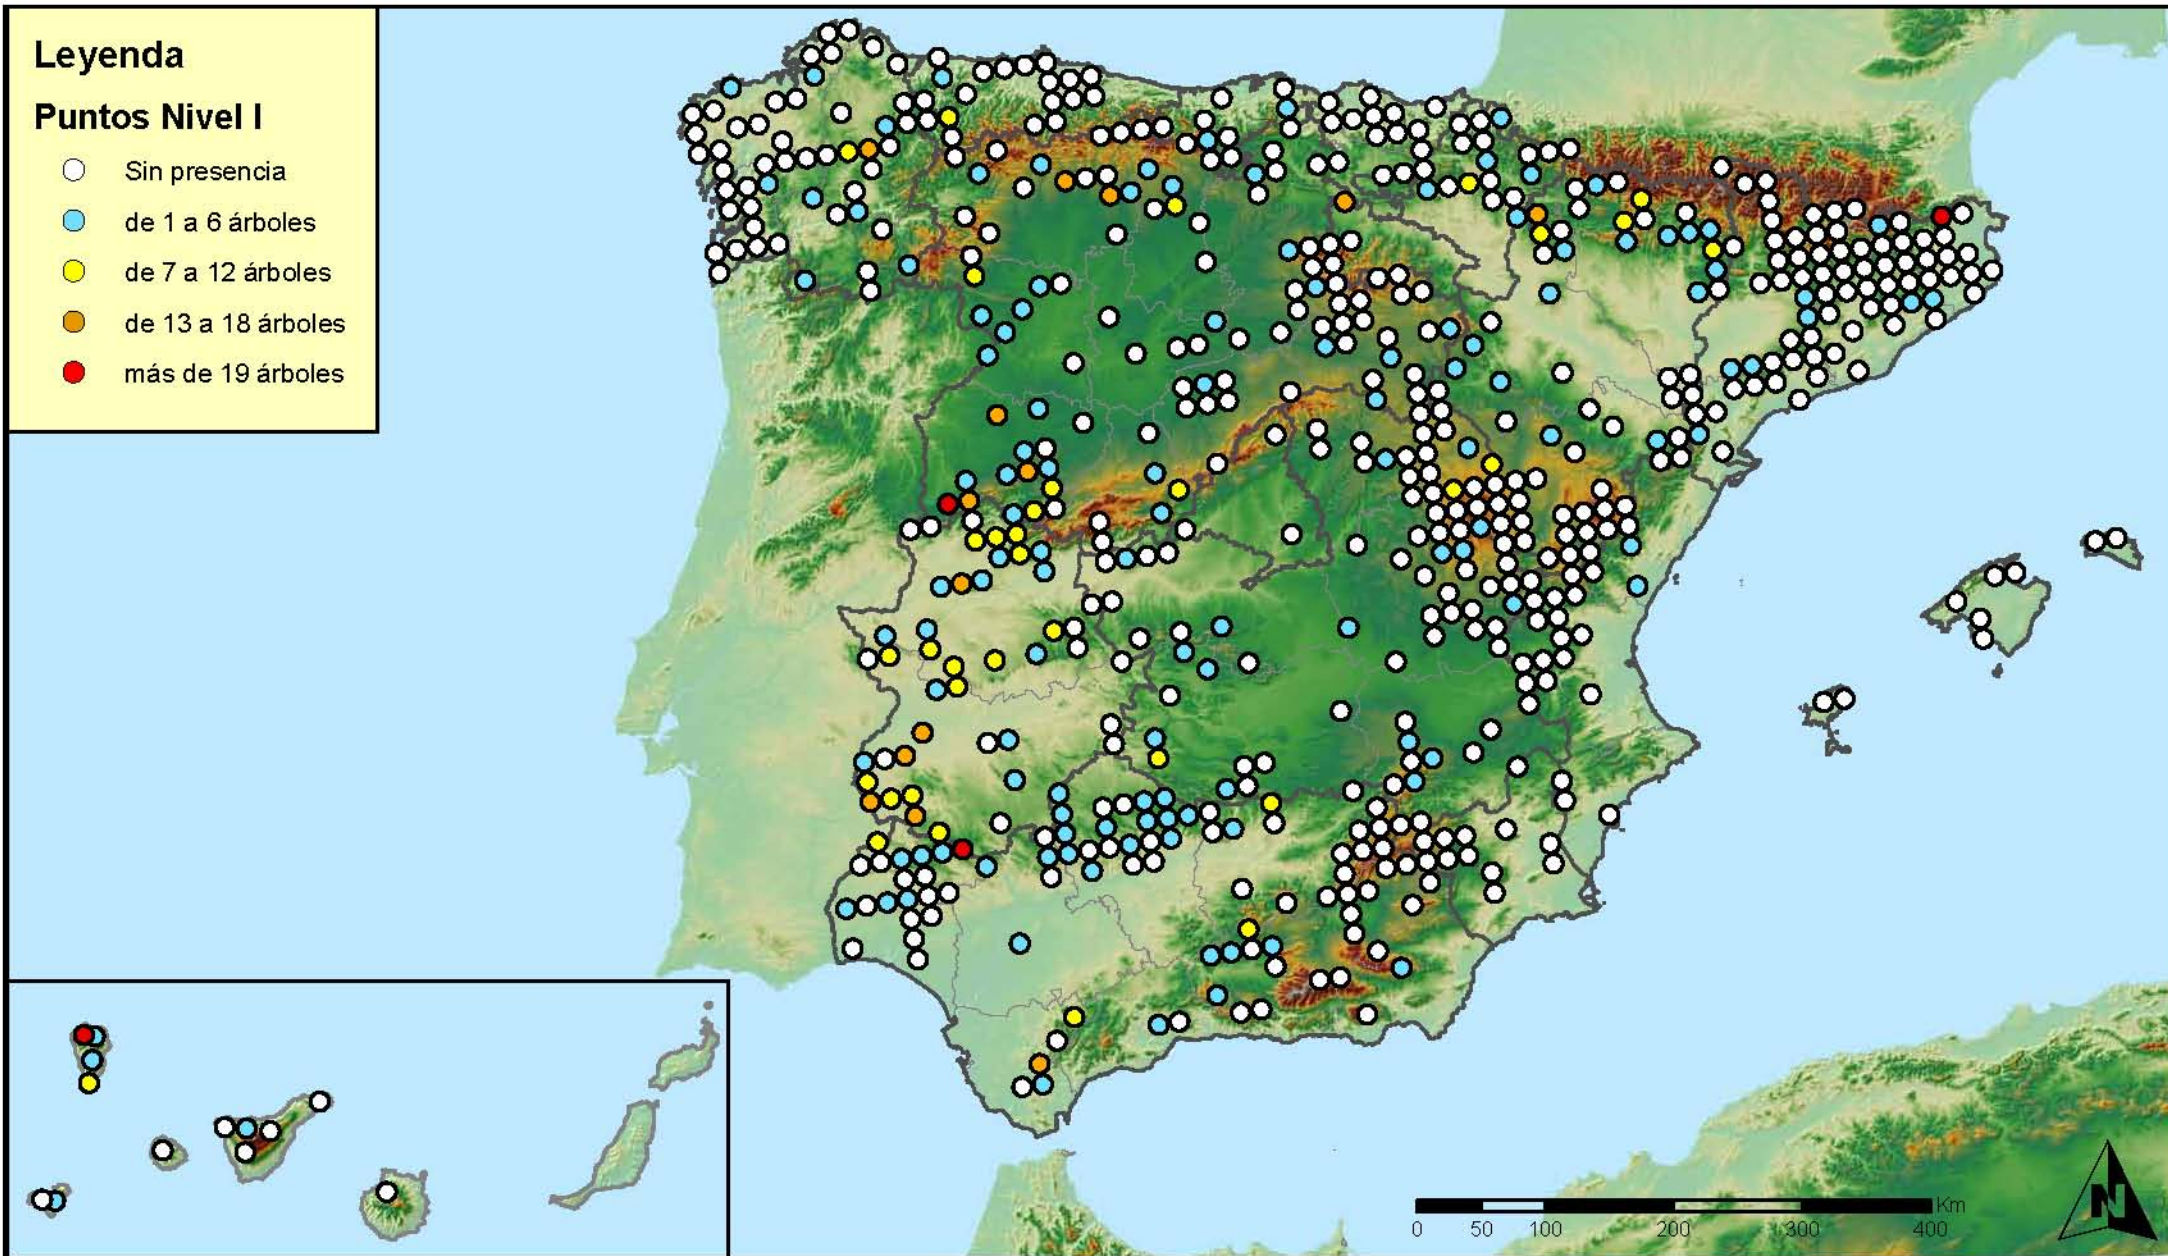 Leyenda
Puntos Nivel I
Sin presencia
de 1 a 6 árboles
de 7 a 12 árboles
de 13 a 18 árboles
más de 19 árboles
Km
0 50 100 200 300 400
N